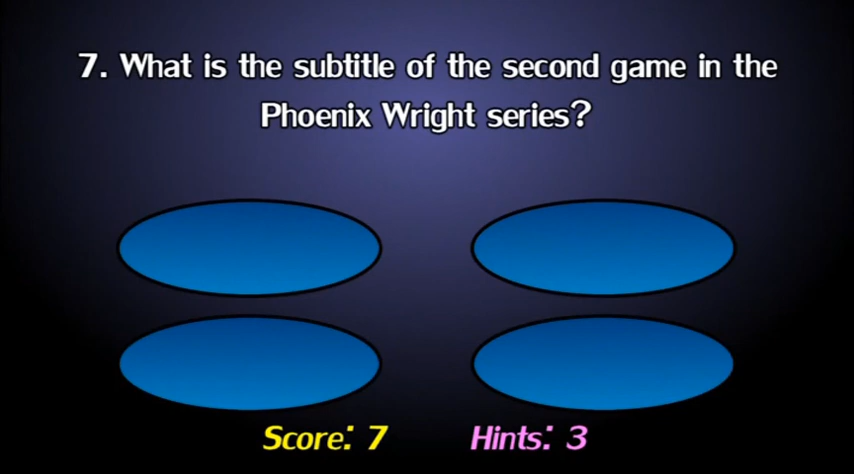 7. What is the subtitle of the second game in the
Phoenix Wright series?
Score: 7
Hints: 3